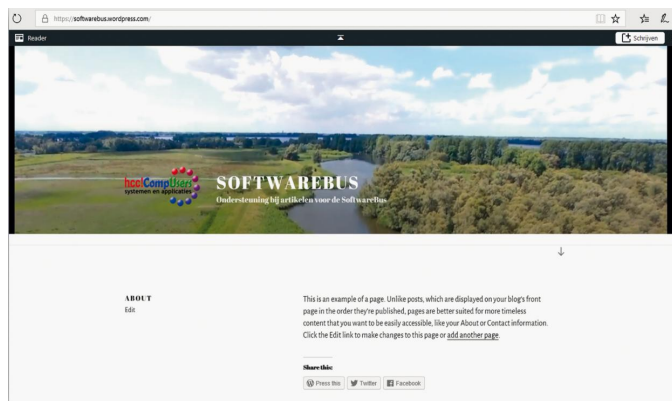 https://softwarebus.wordpress.com/
Reader
Schrijven
hcc!CompUsers
systemen en applicaties
SOFTWAREBUS
Ondersteuning bij artikelen voor de SoftwareBus
ABOUT
Edit
This is an example of a page. Unlike posts, which are displayed on your blog's front
page in the order they're published, pages are better suited for more timeless
content that you want to be easily accessible, like your About or Contact information.
Click the Edit link to make changes to this page or add another page.
Share this:
Press this Twitter Facebook